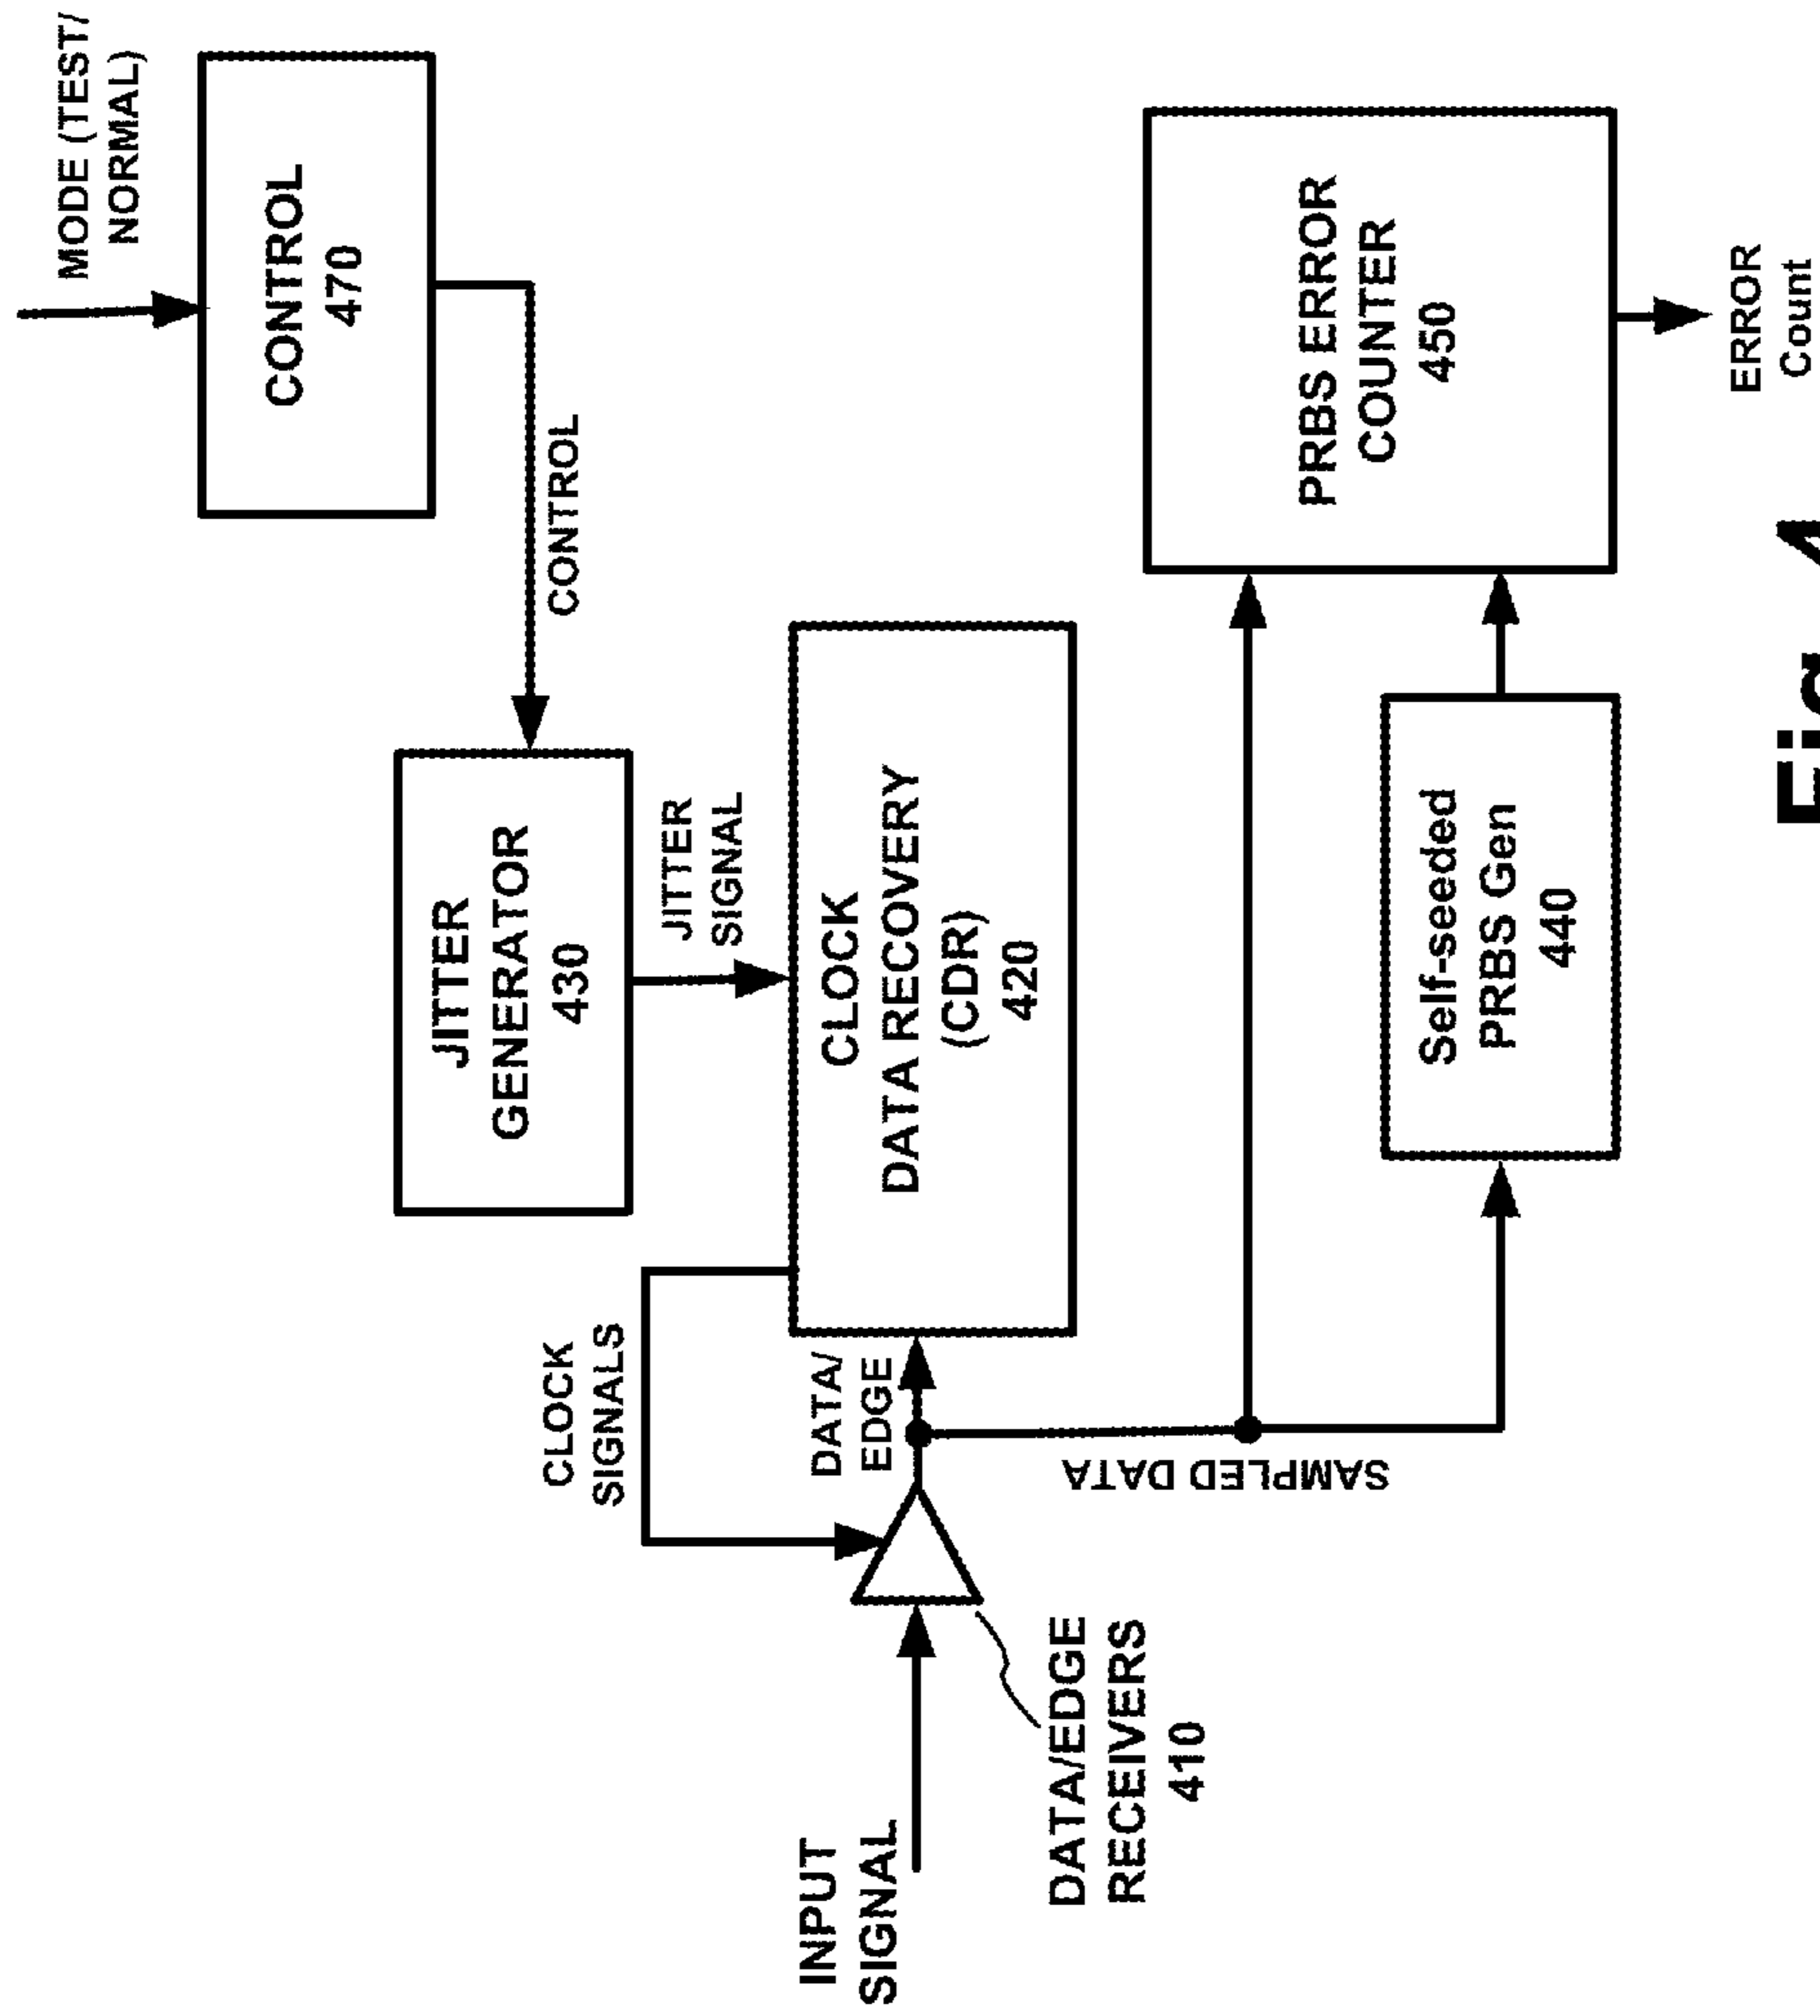 MODE (TEST/
NORMAL)
CONTROL
470
CONTROL
JITTER
GENERATOR
430
JITTER
SIGNAL
CLOCK
SIGNALS
CLOCK
DATA RECOVERY
(CDR)
420
DATA/
EDGE
INPUT
SIGNAL
DATA/EDGE
RECEIVERS
410
SAMPLED DATA
PRBS ERROR
COUNTER
450
Self-seeded
PRBS Gen
440
ERROR
Count